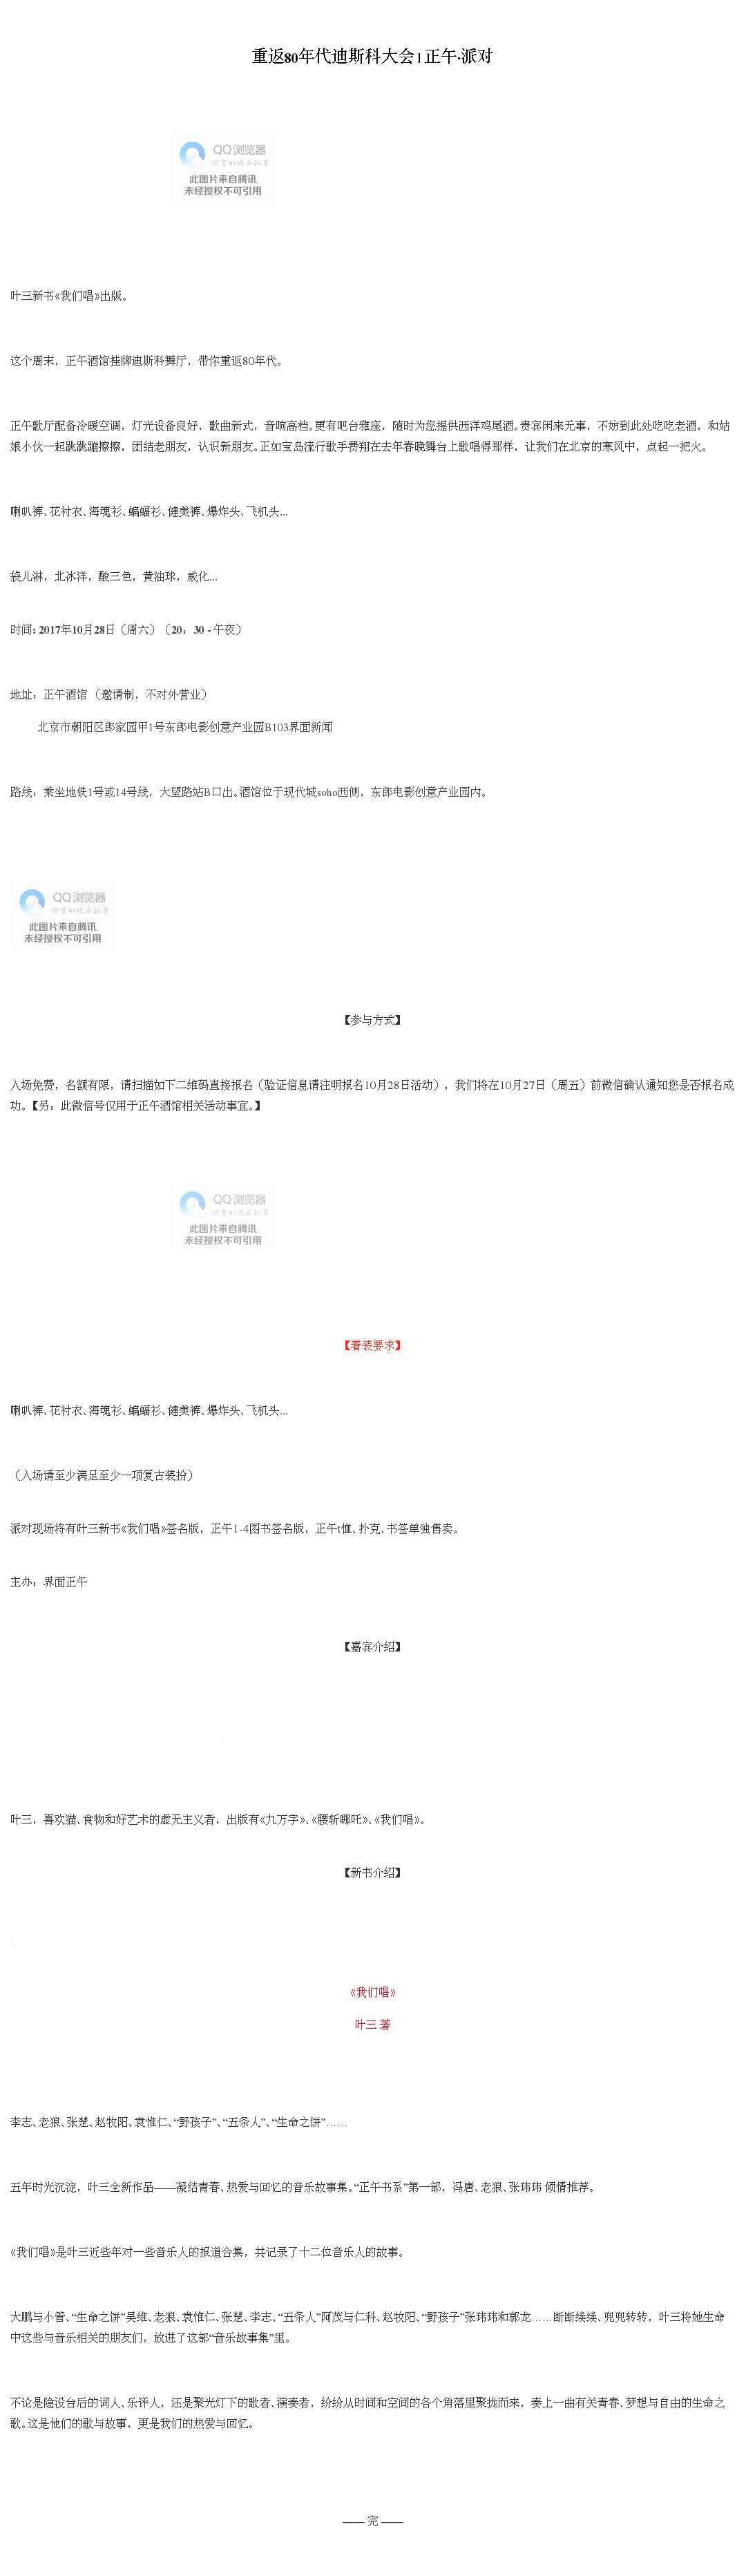 重返80年代迪斯科大会 | 正午·派对
QQ浏览器
此图片来自腾讯
未经授权不可引用
叶三新书《我们唱》出版。
这个周末，正午酒馆挂牌迪斯科舞厅，带你重返80年代。
正午歌厅配备冷暖空调，灯光设备良好，歌曲新式，音响高档。更有吧台雅座，随时为您提供西洋鸡尾酒。贵宾闲来无事，不妨到此处吃吃老酒，和姑
娘小伙一起跳跳蹦擦擦，团结老朋友，认识新朋友。正如宝岛流行歌手费翔在去年春晚舞台上歌唱得那样，让我们在北京的寒风中，点起一把火。
喇叭裤、花衬衣、海魂衫、蝙蝠衫、健美裤、爆炸头、飞机头...
袋儿淋，北冰洋，酸三色，黄油球，威化...
时间: 2017年10月28日（周六）（20：30 - 午夜）
地址：正午酒馆 （邀请制，不对外营业）
北京市朝阳区郎家园甲1号东郎电影创意产业园B103界面新闻
路线：乘坐地铁1号或14号线，大望路站B口出。酒馆位于现代城soho西侧，东郎电影创意产业园内。
QQ浏览器
此图片来自腾讯
未经授权不可引用
【参与方式】
入场免费，名额有限，请扫描如下二维码直接报名（验证信息请注明报名10月28日活动），我们将在10月27日（周五）前微信确认通知您是否报名成
功。【另：此微信号仅用于正午酒馆相关活动事宜。】
QQ浏览器
此图片来自腾讯
未经授权不可引用
【着装要求】
喇叭裤、花衬衣、海魂衫、蝙蝠衫、健美裤、爆炸头、飞机头...
（入场请至少满足至少一项复古装扮）
派对现场将有叶三新书《我们唱》签名版，正午1-4图书签名版，正午t恤、扑克、书签单独售卖。
主办：界面正午
【嘉宾介绍】
叶三，喜欢猫、食物和好艺术的虚无主义者，出版有《九万字》、《腰斩哪吒》、《我们唱》。
【新书介绍】
《我们唱》
叶三 著
李志、老狼、张楚、赵牧阳、袁惟仁、“野孩子”、“五条人”、“生命之饼”……
五年时光沉淀，叶三全新作品——凝结青春、热爱与回忆的音乐故事集。“正午书系”第一部，冯唐、老狼、张玮玮 倾情推荐。
《我们唱》是叶三近些年对一些音乐人的报道合集，共记录了十二位音乐人的故事。
大鹏与小管、“生命之饼”吴维、老狼、袁惟仁、张楚、李志、“五条人”阿茂与仁科、赵牧阳、“野孩子”张玮玮和郭龙……断断续续、兜兜转转，叶三将她生命
中这些与音乐相关的朋友们，放进了这部“音乐故事集”里。
不论是隐没台后的词人、乐评人，还是聚光灯下的歌者、演奏者，纷纷从时间和空间的各个角落里聚拢而来，奏上一曲有关青春、梦想与自由的生命之
歌。这是他们的歌与故事，更是我们的热爱与回忆。
—— 完 ——